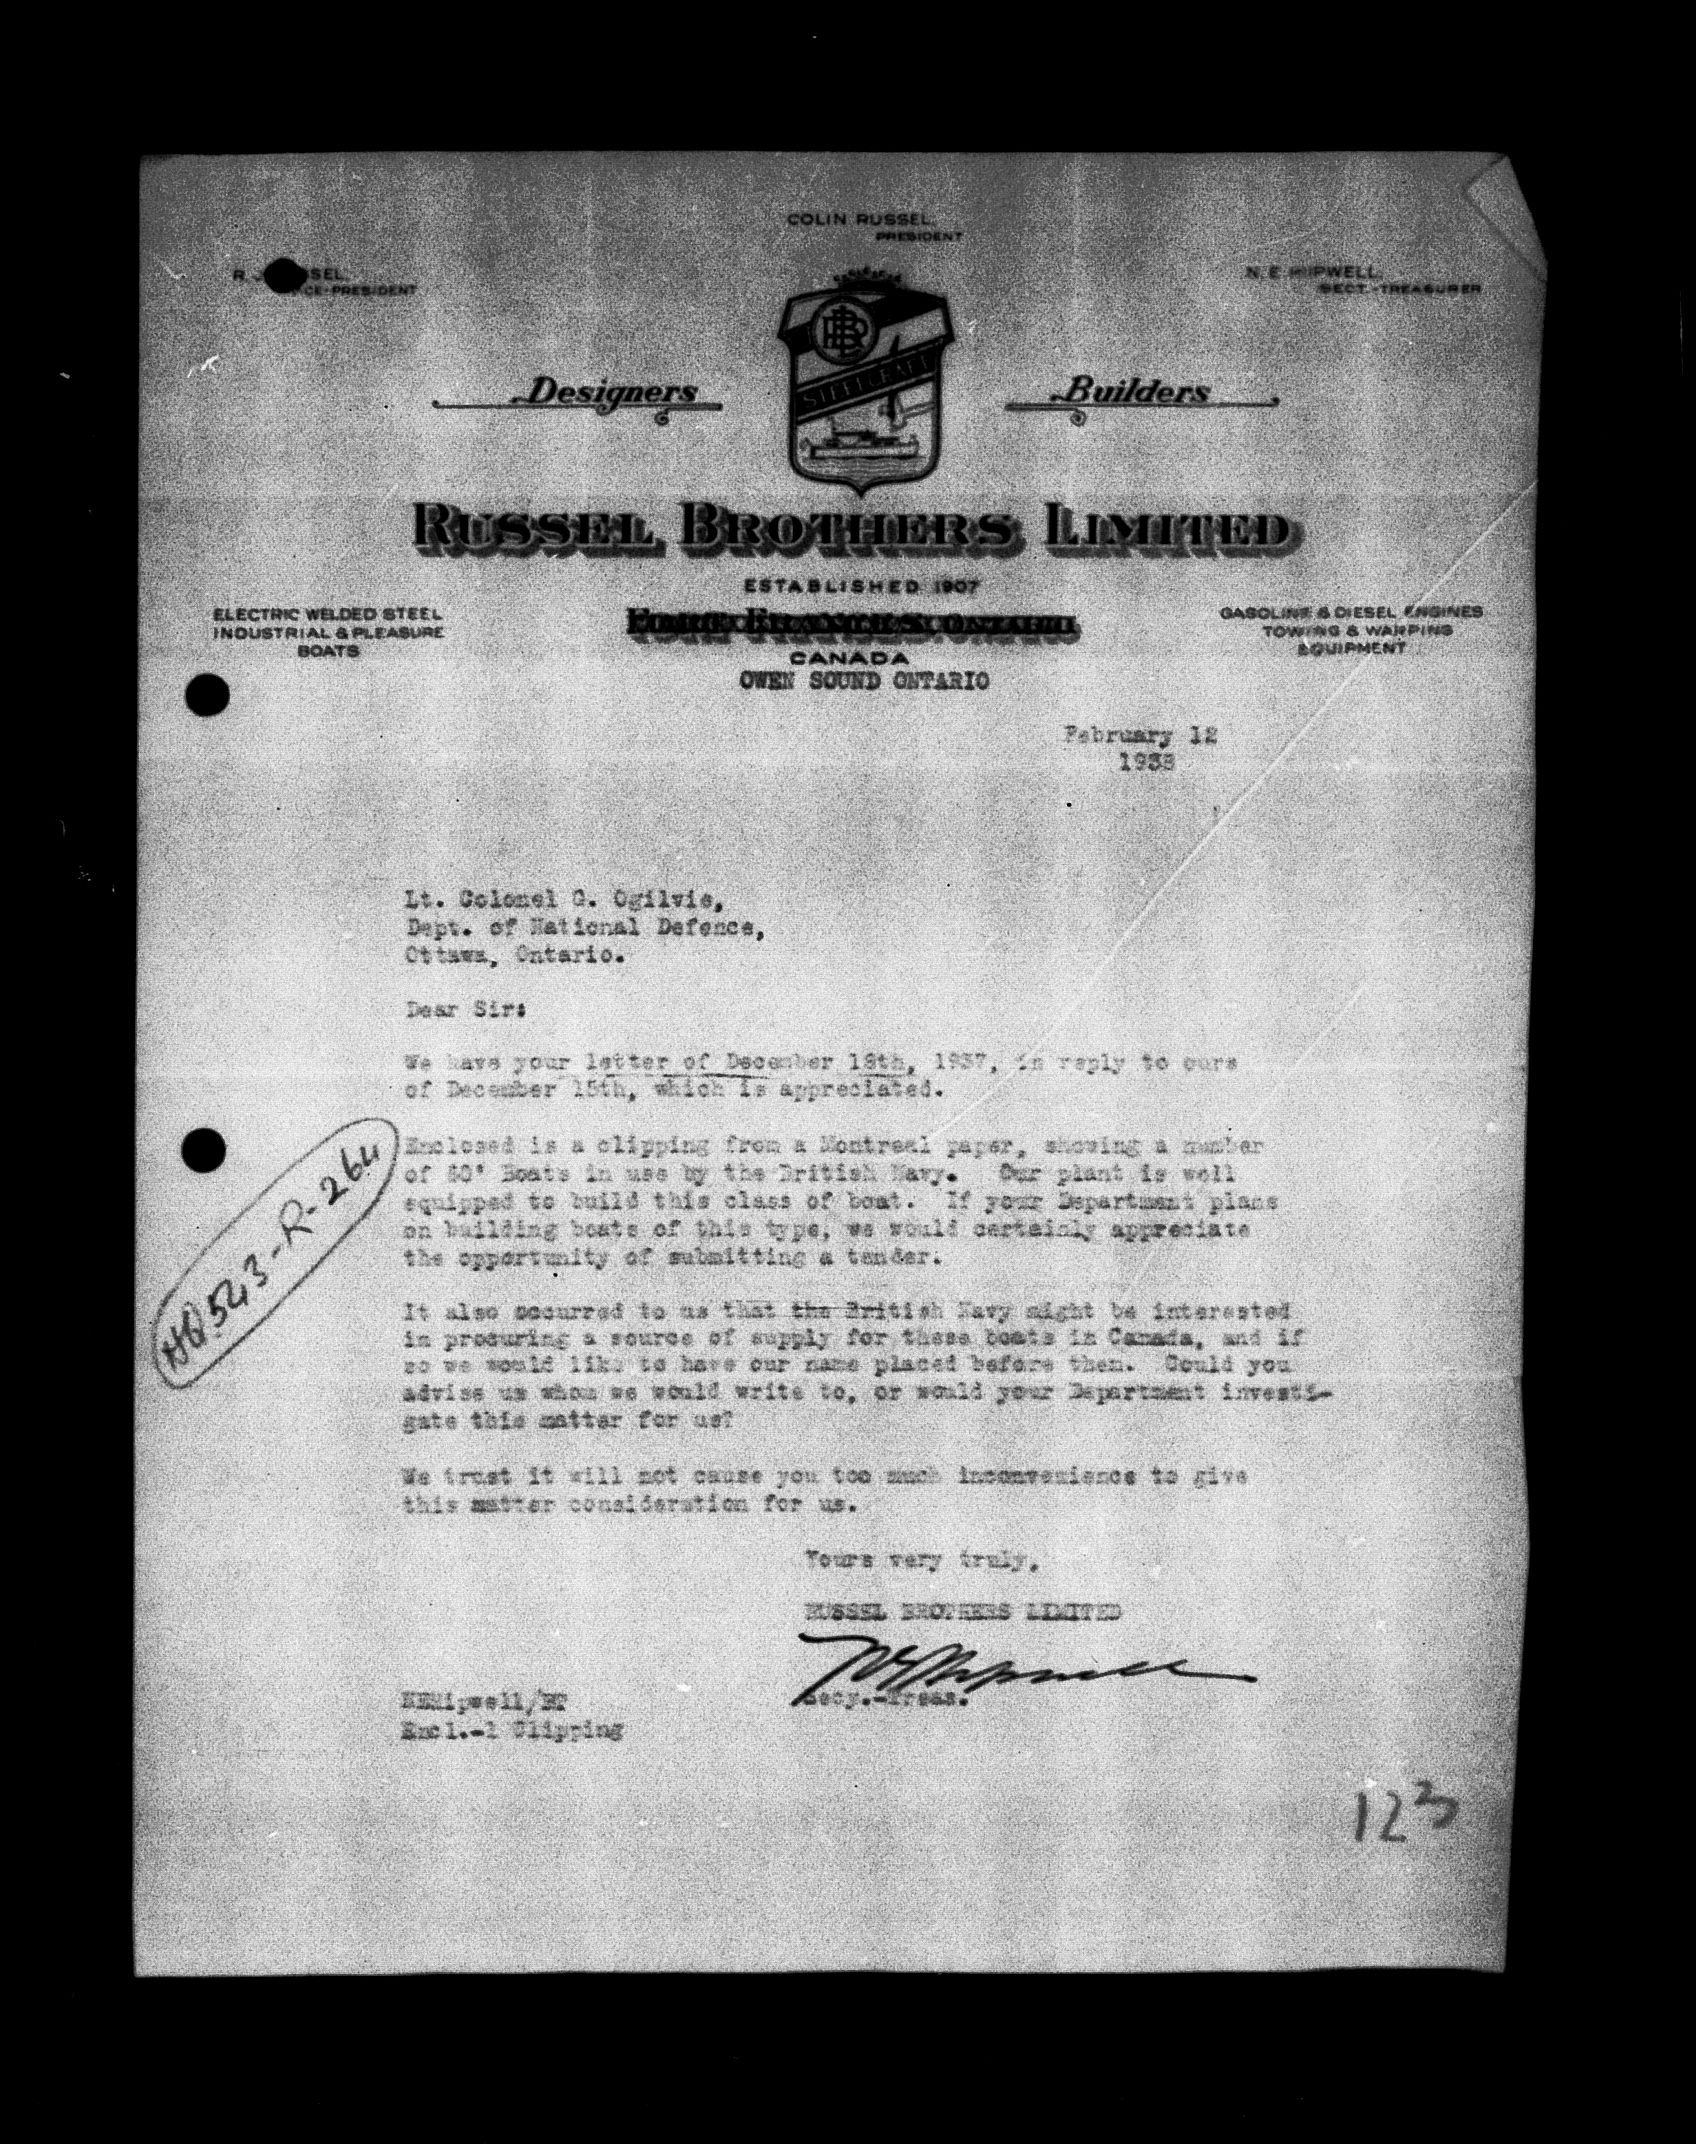 COLIN RUSSEL,
PRESIDENT
R. J. RUSSEL,
VICE-PRESIDENT
N. E. HIPWELL,
SECT.-TREASURER
Designers
STEELCRAFT
Builders
RUSSEL BROTHERS LIMITED
ESTABLISHED 1907
FORT FRANCES, ONTARIO
CANADA
OWEN SOUND ONTARIO
ELECTRIC WELDED STEEL
INDUSTRIAL & PLEASURE
BOATS
GASOLINE & DIESEL ENGINES
TOWING & WARPING
EQUIPMENT
February 12
1938
Lt. Colonel G. Ogilvie,
Dept. of National Defence,
Ottawa, Ontario.
Dear Sir:
We have your letter of December 18th, 1937, in reply to ours
of December 15th, which is appreciated.
Enclosed is a clipping from a Montreal paper, showing a number
of 60' Boats in use by the British Navy. Our plant is well
equipped to build this class of boat. If your Department plans
on building boats of this type, we would certainly appreciate
the opportunity of submitting a tender.
HQ 543-R-264
It also occurred to us that the British Navy might be interested
in procuring a source of supply for these boats in Canada, and if
so we would like to have our name placed before them. Could you
advise us whom we would write to, or would your Department investi-
gate this matter for us?
We trust it will not cause you too much inconvenience to give
this matter consideration for us.
Yours very truly,
RUSSEL BROTHERS LIMITED
NEHipwell
Secy.-Treas.
NEHipwell/
Encl.-1 Clipping
123